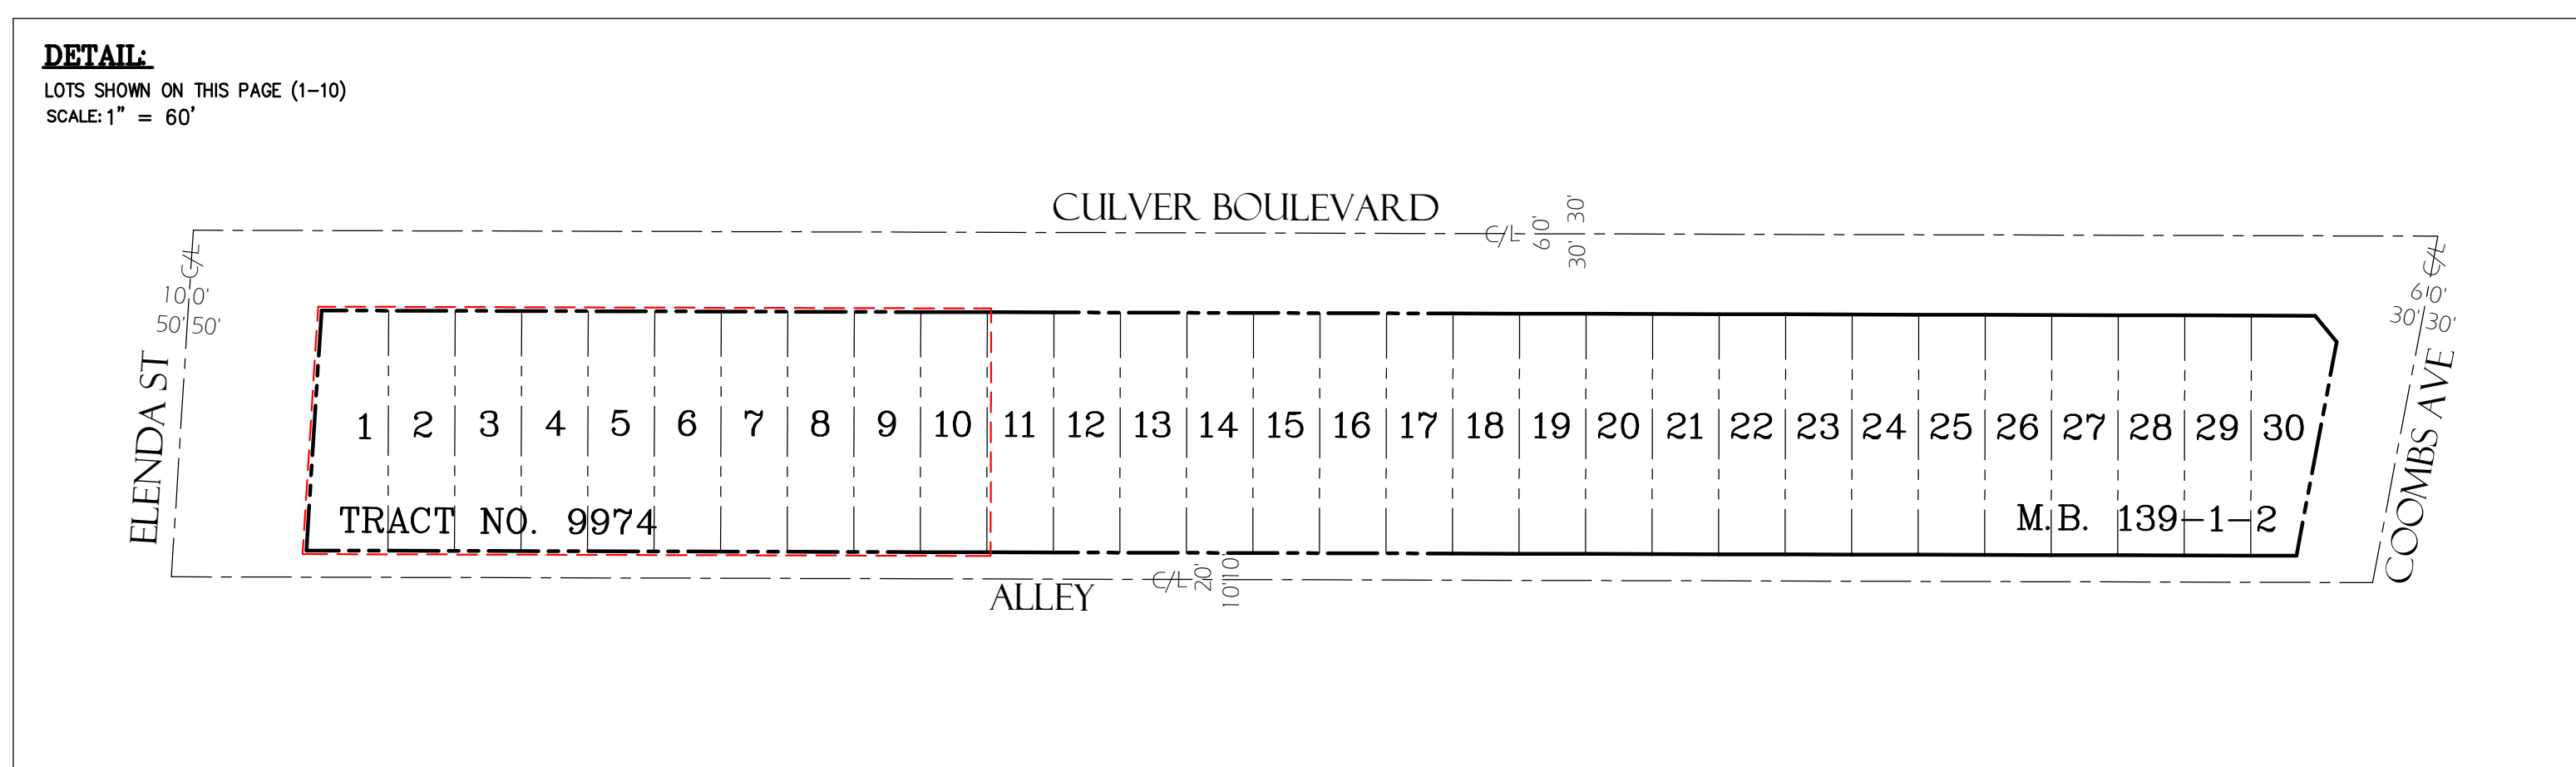 DETAIL:
LOTS SHOWN ON THIS PAGE (1-10)
SCALE: 1" = 60'
CULVER BOULEVARD
C/L
60'
30'
30'
C/L
100'
50' 50'
C/L
60'
30' 30'
ELENDA ST
COOMBS AVE
1 2 3 4 5 6 7 8 9 10 11 12 13 14 15 16 17 18 19 20 21 22 23 24 25 26 27 28 29 30
TRACT NO. 9974
M.B. 139-1-2
C/L
20'
10'10'
ALLEY